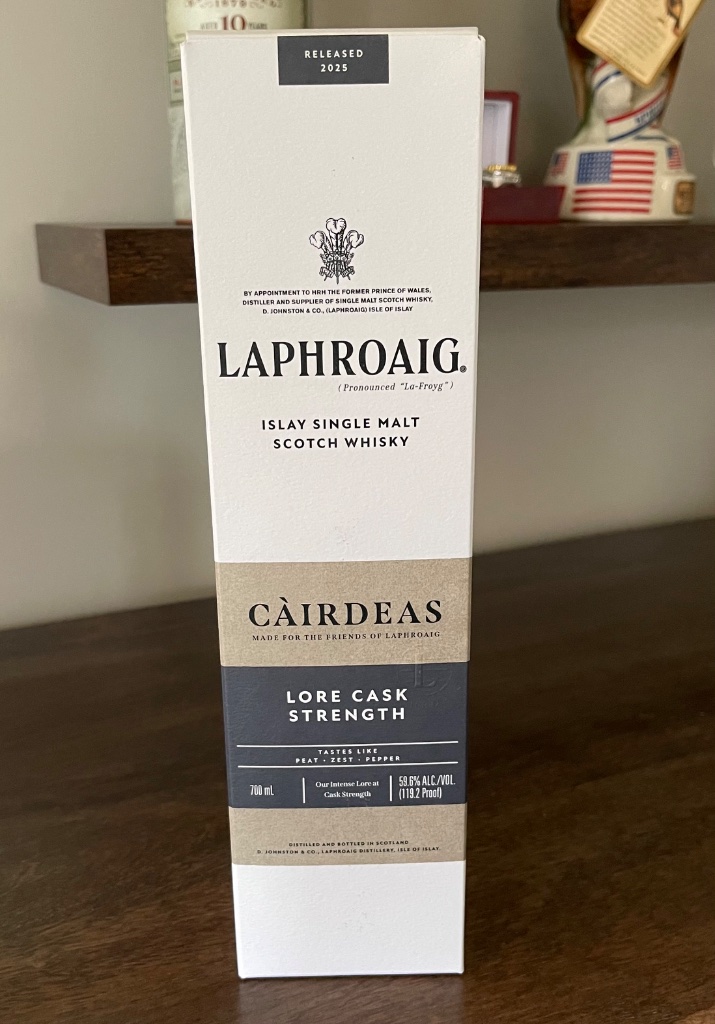 AGED 10 YEARS
RELEASED
2025
BY APPOINTMENT TO HRH THE FORMER PRINCE OF WALES,
DISTILLER AND SUPPLIER OF SINGLE MALT SCOTCH WHISKY,
D. JOHNSTON & CO., (LAPHROAIG) ISLE OF ISLAY
LAPHROAIG®
(Pronounced "La-Froyg")
ISLAY SINGLE MALT
SCOTCH WHISKY
CÀIRDEAS
MADE FOR THE FRIENDS OF LAPHROAIG
LORE CASK
STRENGTH
TASTES LIKE
PEAT · ZEST · PEPPER
700 mL
Our Intense Lore at
Cask Strength
59.6% ALC./VOL.
(119.2 Proof)
DISTILLED AND BOTTLED IN SCOTLAND
D. JOHNSTON & CO., LAPHROAIG DISTILLERY, ISLE OF ISLAY.